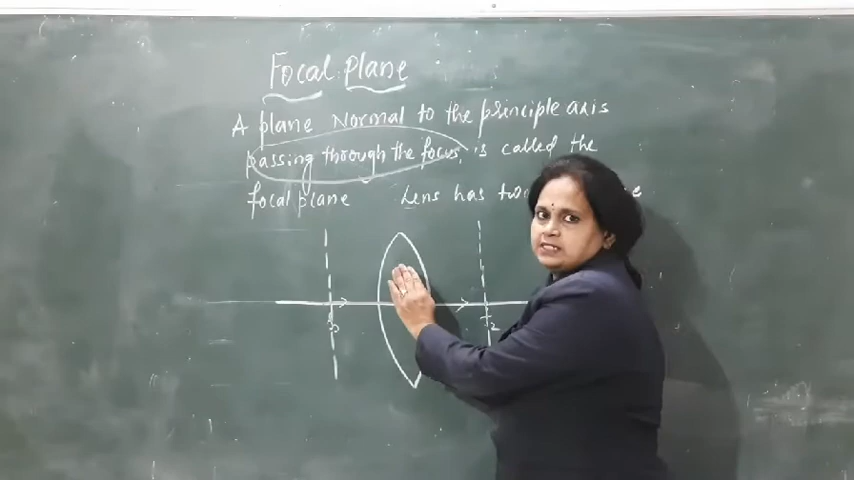 Focal Plane
A plane Normal to the principle axis
passing through the focus, is called the
focal plane Lens has